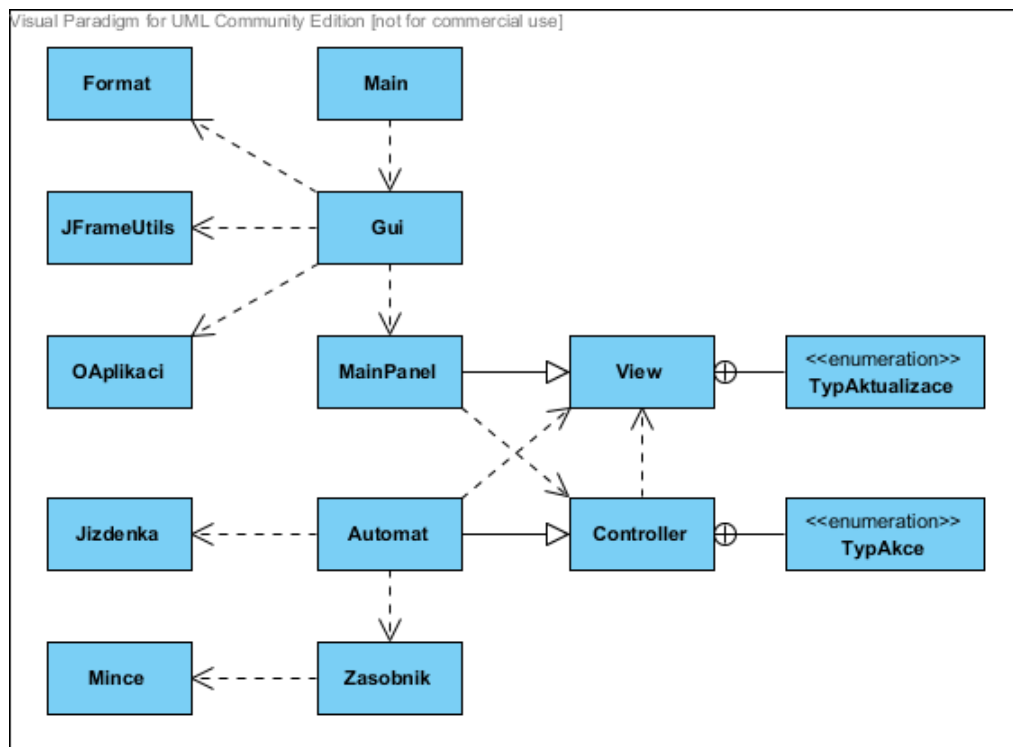 Visual Paradigm for UML Community Edition [not for commercial use]
Format
Main
JFrameUtils
Gui
OAplikaci
MainPanel
View
<<enumeration>>
TypAktualizace
Jizdenka
Automat
Controller
<<enumeration>>
TypAkce
Mince
Zasobnik